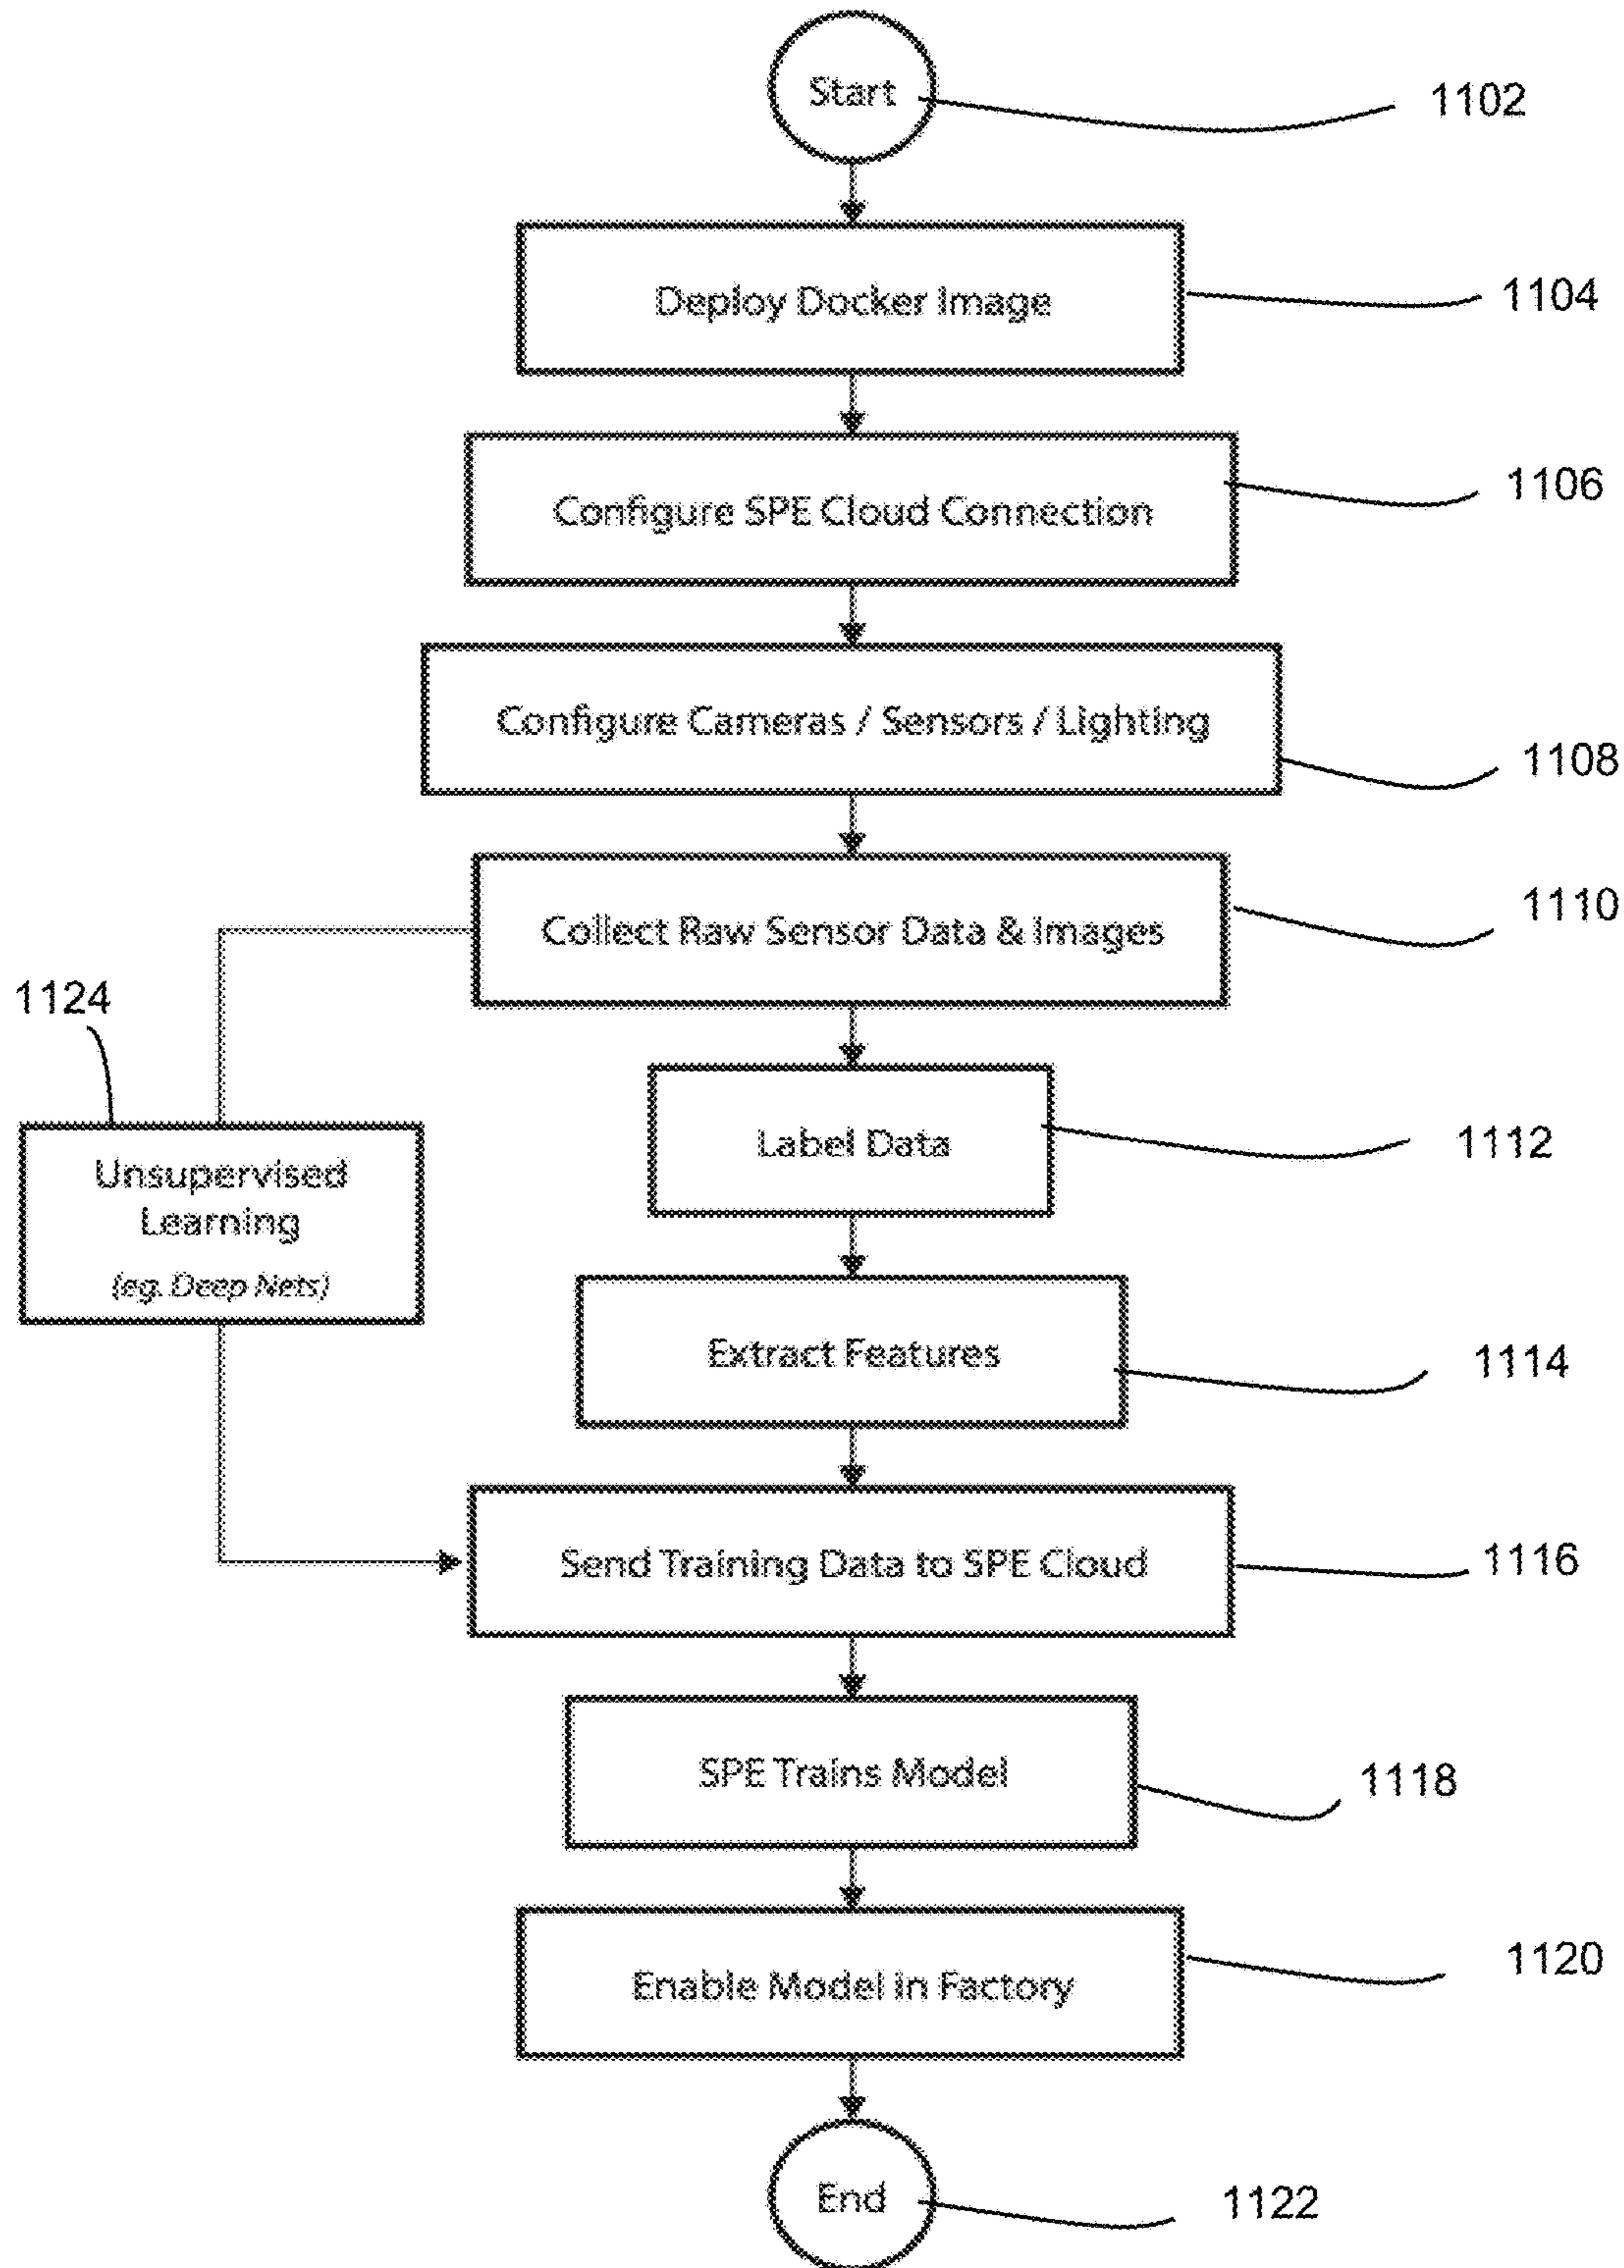 Start
1102
Deploy Docker Image
1104
Configure SPE Cloud Connection
1106
Configure Cameras / Sensors / Lighting
1108
Collect Raw Sensor Data & Images
1110
1124
Unsupervised
Learning
(eg. Deep Nets)
Label Data
1112
Extract Features
1114
Send Training Data to SPE Cloud
1116
SPE Trains Model
1118
Enable Model in Factory
1120
End
1122